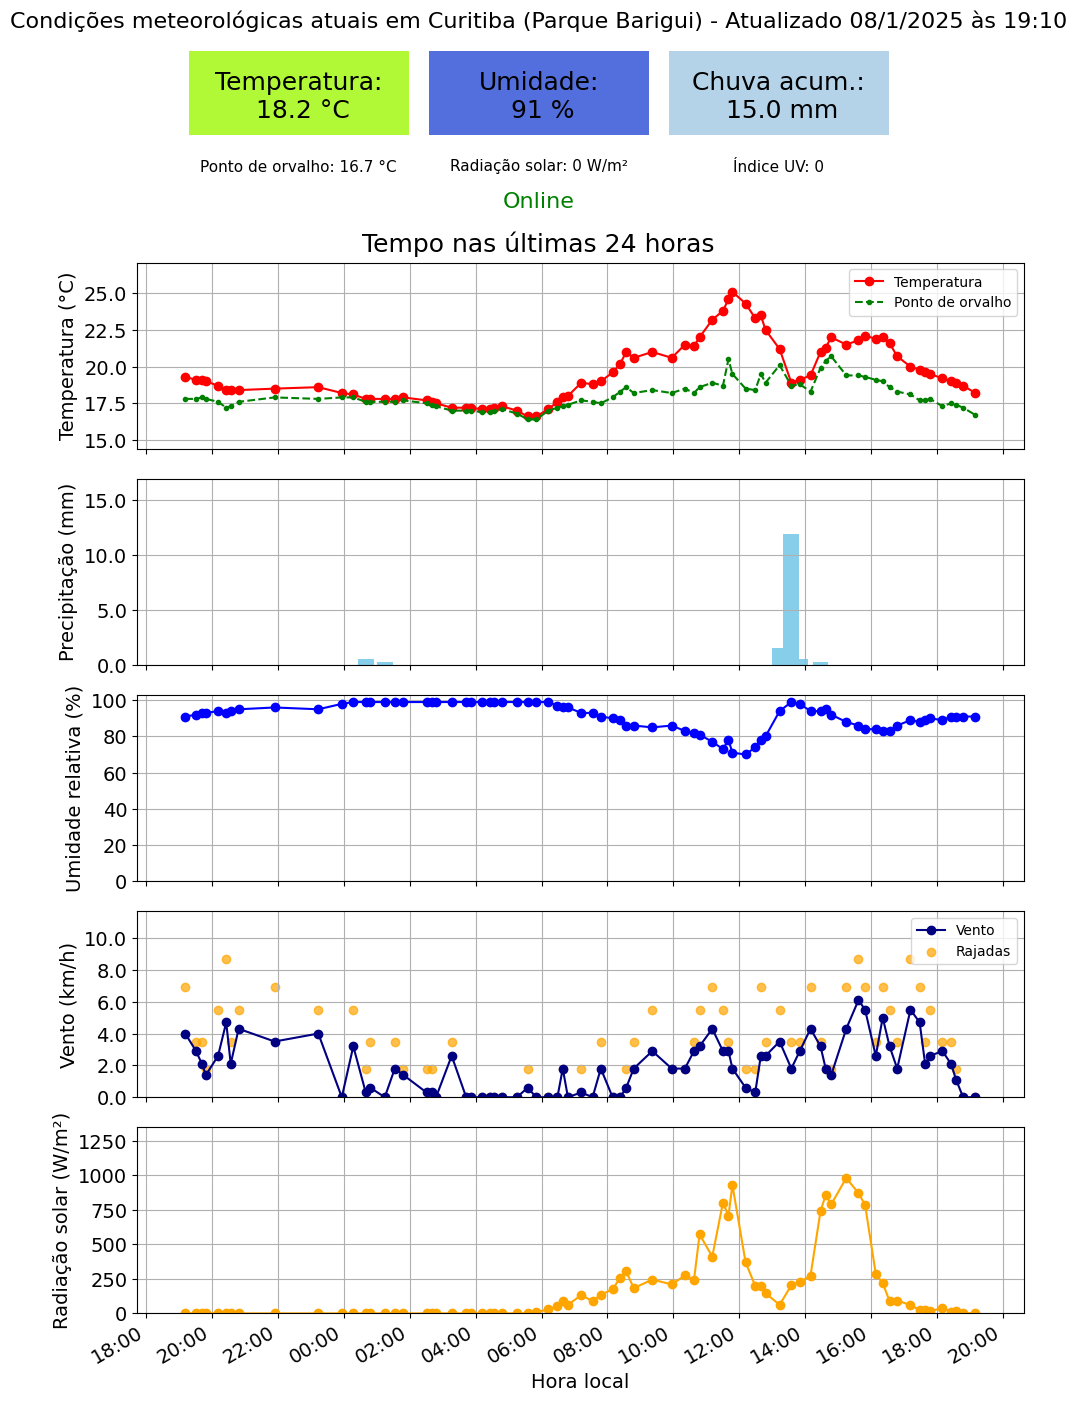 Condições meteorológicas atuais em Curitiba (Parque Barigui) - Atualizado 08/1/2025 às 19:10
Temperatura:
18.2 °C
Umidade:
91 %
Chuva acum.:
15.0 mm
Ponto de orvalho: 16.7 °C
Radiação solar: 0 W/m²
Índice UV: 0
Online
Tempo nas últimas 24 horas
Temperatura (°C)
25.0
22.5
20.0
17.5
15.0
Temperatura
Ponto de orvalho
Precipitação (mm)
15.0
10.0
5.0
0.0
Umidade relativa (%)
100
80
60
40
20
0
Vento (km/h)
10.0
8.0
6.0
4.0
2.0
0.0
Vento
Rajadas
Radiação solar (W/m²)
1250
1000
750
500
250
0
18:00
20:00
22:00
00:00
02:00
04:00
06:00
08:00
10:00
12:00
14:00
16:00
18:00
20:00
Hora local